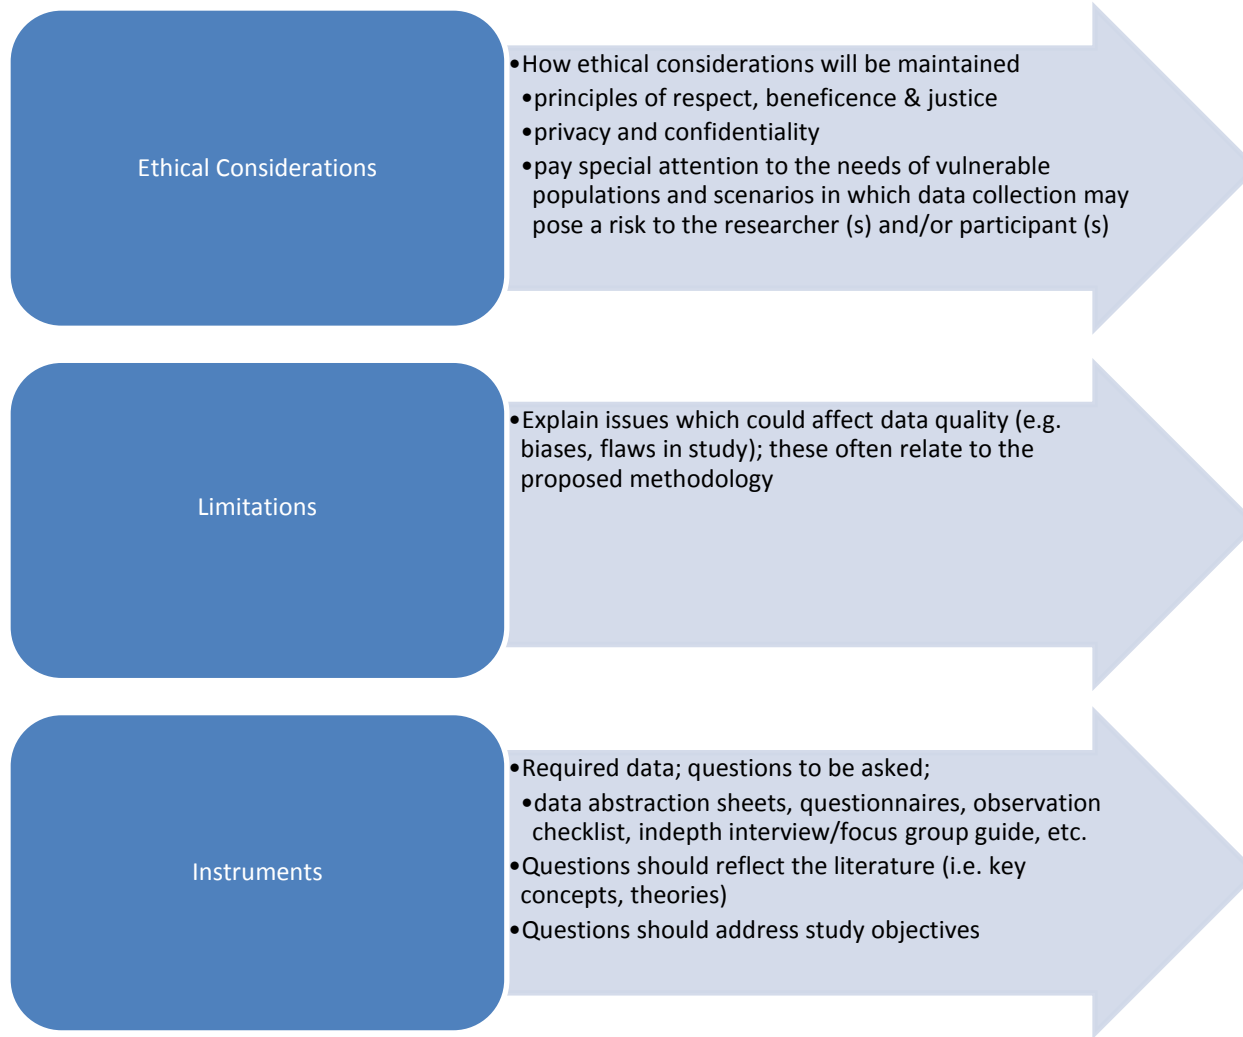 Ethical Considerations
•How ethical considerations will be maintained
•principles of respect, beneficence & justice
•privacy and confidentiality
•pay special attention to the needs of vulnerable
populations and scenarios in which data collection may
pose a risk to the researcher (s) and/or participant (s)
Limitations
•Explain issues which could affect data quality (e.g.
biases, flaws in study); these often relate to the
proposed methodology
Instruments
•Required data; questions to be asked;
•data abstraction sheets, questionnaires, observation
checklist, indepth interview/focus group guide, etc.
•Questions should reflect the literature (i.e. key
concepts, theories)
•Questions should address study objectives